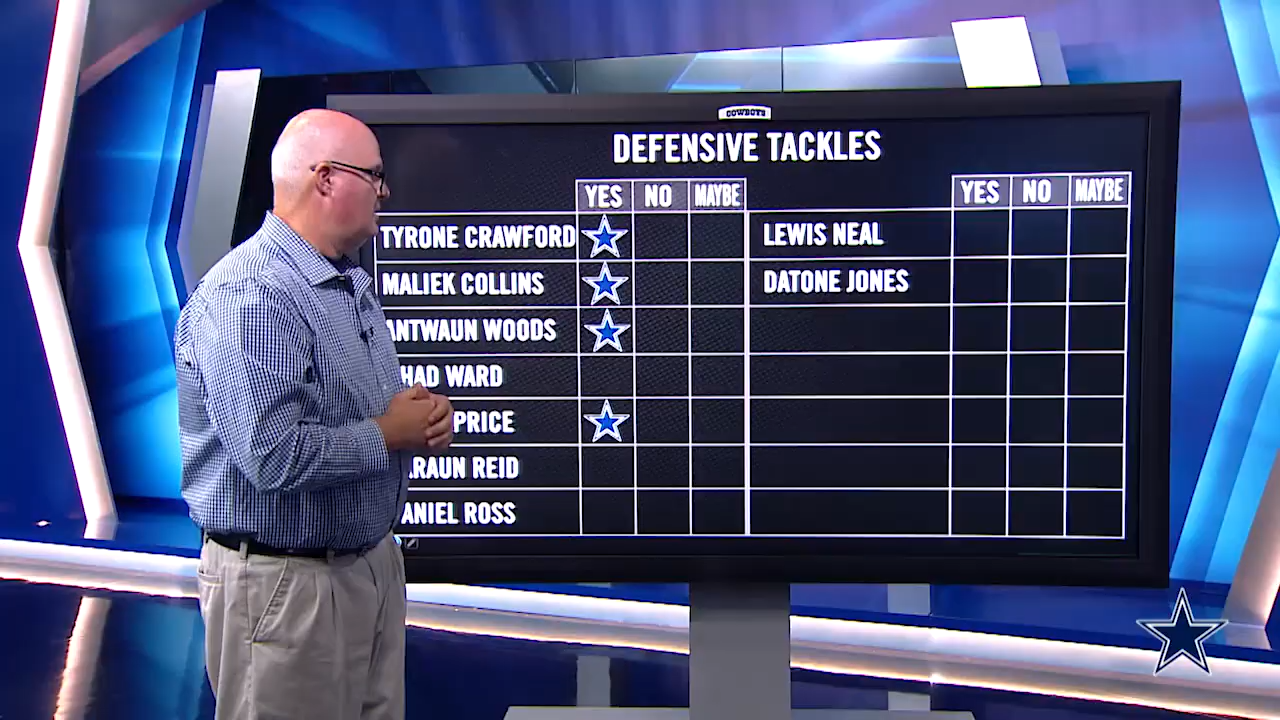 COWBOYS
DEFENSIVE TACKLES
YES NO MAYBE
TYRONE CRAWFORD
MALIEK COLLINS
ANTWAUN WOODS
HAD WARD
PRICE
RAUN REID
ANIEL ROSS
YES NO MAYBE
LEWIS NEAL
DATONE JONES